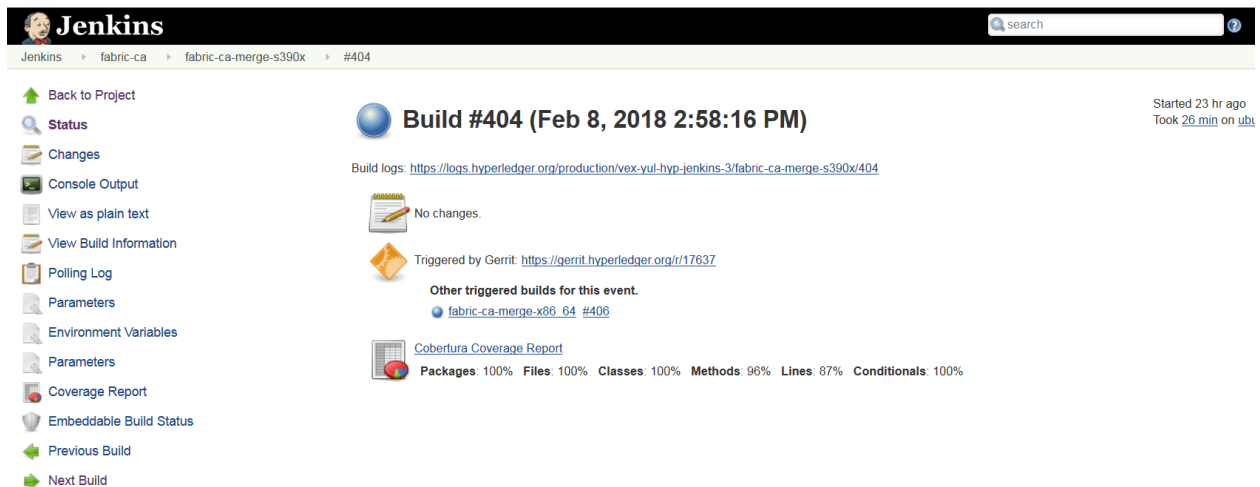 Jenkins
search
Jenkins fabric-ca fabric-ca-merge-s390x #404
Back to Project
Status
Changes
Console Output
View as plain text
View Build Information
Polling Log
Parameters
Environment Variables
Parameters
Coverage Report
Embeddable Build Status
Previous Build
Next Build
Build #404 (Feb 8, 2018 2:58:16 PM)
Started 23 hr ago
Took 26 min on ubu
Build logs: https://logs.hyperledger.org/production/vex-yul-hyp-jenkins-3/fabric-ca-merge-s390x/404
No changes.
Triggered by Gerrit: https://gerrit.hyperledger.org/r/17637
Other triggered builds for this event.
fabric-ca-merge-x86_64 #406
Cobertura Coverage Report
Packages: 100% Files: 100% Classes: 100% Methods: 96% Lines: 87% Conditionals: 100%